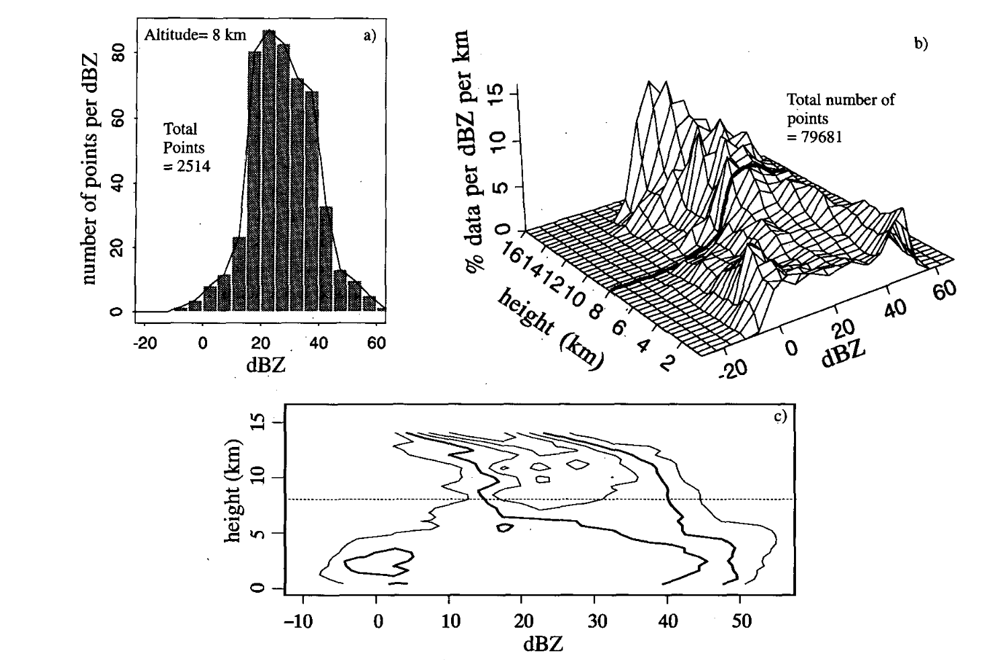 Altitude= 8 km
a)
number of points per dBZ
80
60
40
20
0
Total
Points
= 2514
-20 0 20 40 60
dBZ
b)
% data per dBZ per km
15
10
5
0
Total number of
points
= 79681
16 14 12 10 8 6 4 2
height (km)
-20 0 20 40 60
dBZ
c)
height (km)
15
10
5
0
−10 0 10 20 30 40 50
dBZ